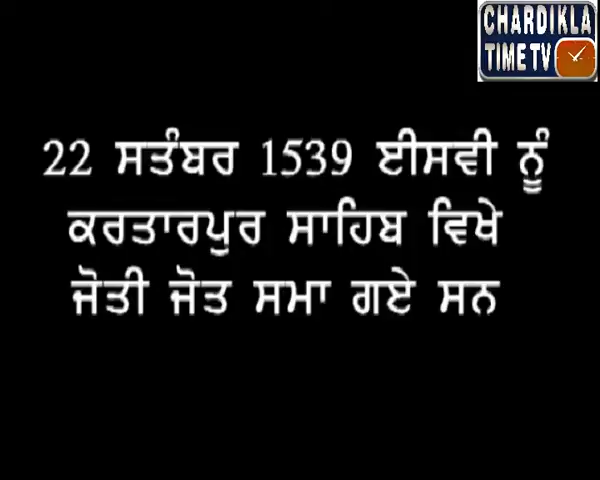 CHARDIKLA
TIME TV
22 ਸਤੰਬਰ 1539 ਈਸਵੀ ਨੂੰ
ਕਰਤਾਰਪੁਰ ਸਾਹਿਬ ਵਿਖੇ
ਜੋਤੀ ਜੋਤ ਸਮਾ ਗਏ ਸਨ